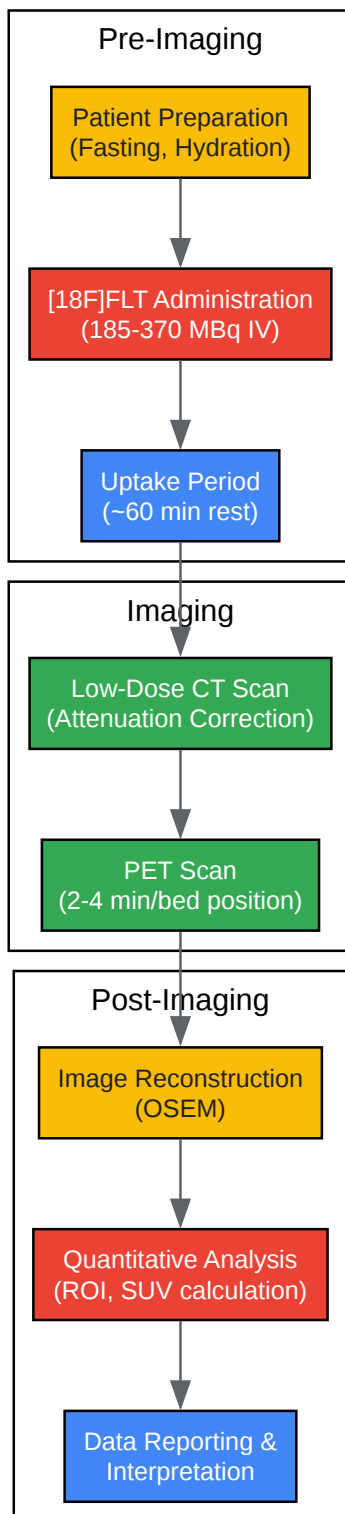 Pre-Imaging
Patient Preparation
(Fasting, Hydration)
[18F]FLT Administration
(185-370 MBq IV)
Uptake Period
(~60 min rest)
Imaging
Low-Dose CT Scan
(Attenuation Correction)
PET Scan
(2-4 min/bed position)
Post-Imaging
Image Reconstruction
(OSEM)
Quantitative Analysis
(ROI, SUV calculation)
Data Reporting &
Interpretation